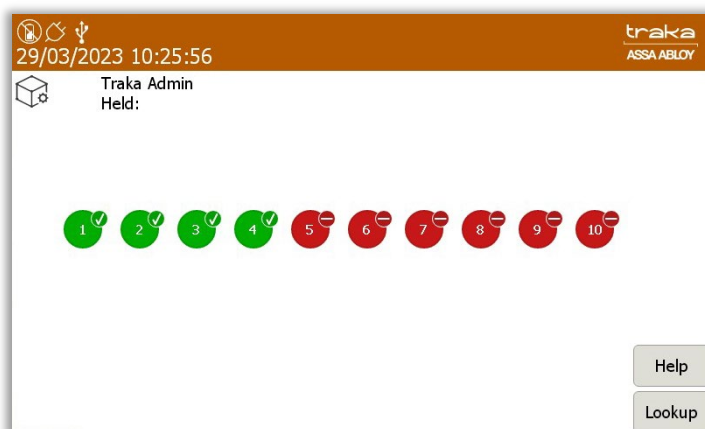 traka
29/03/2023 10:25:56
ASSA ABLOY
Traka Admin
Held:
1 2 3 4 5 6 7 8 9 10
Help
Lookup